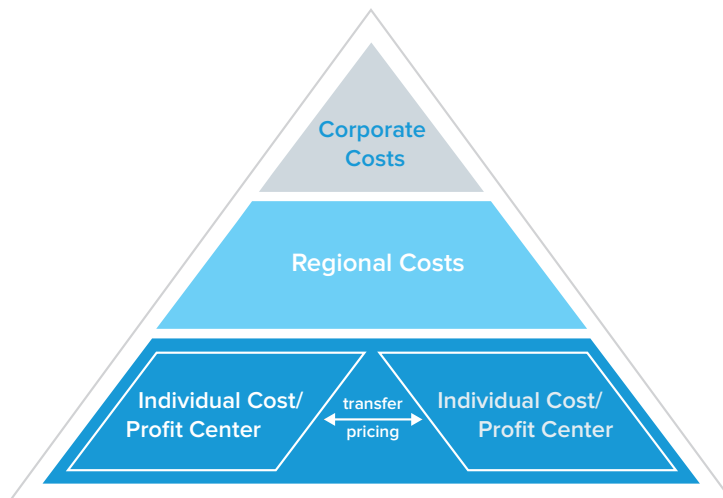 Corporate
Costs
Regional Costs
Individual Cost/
Profit Center
transfer
pricing
Individual Cost/
Profit Center